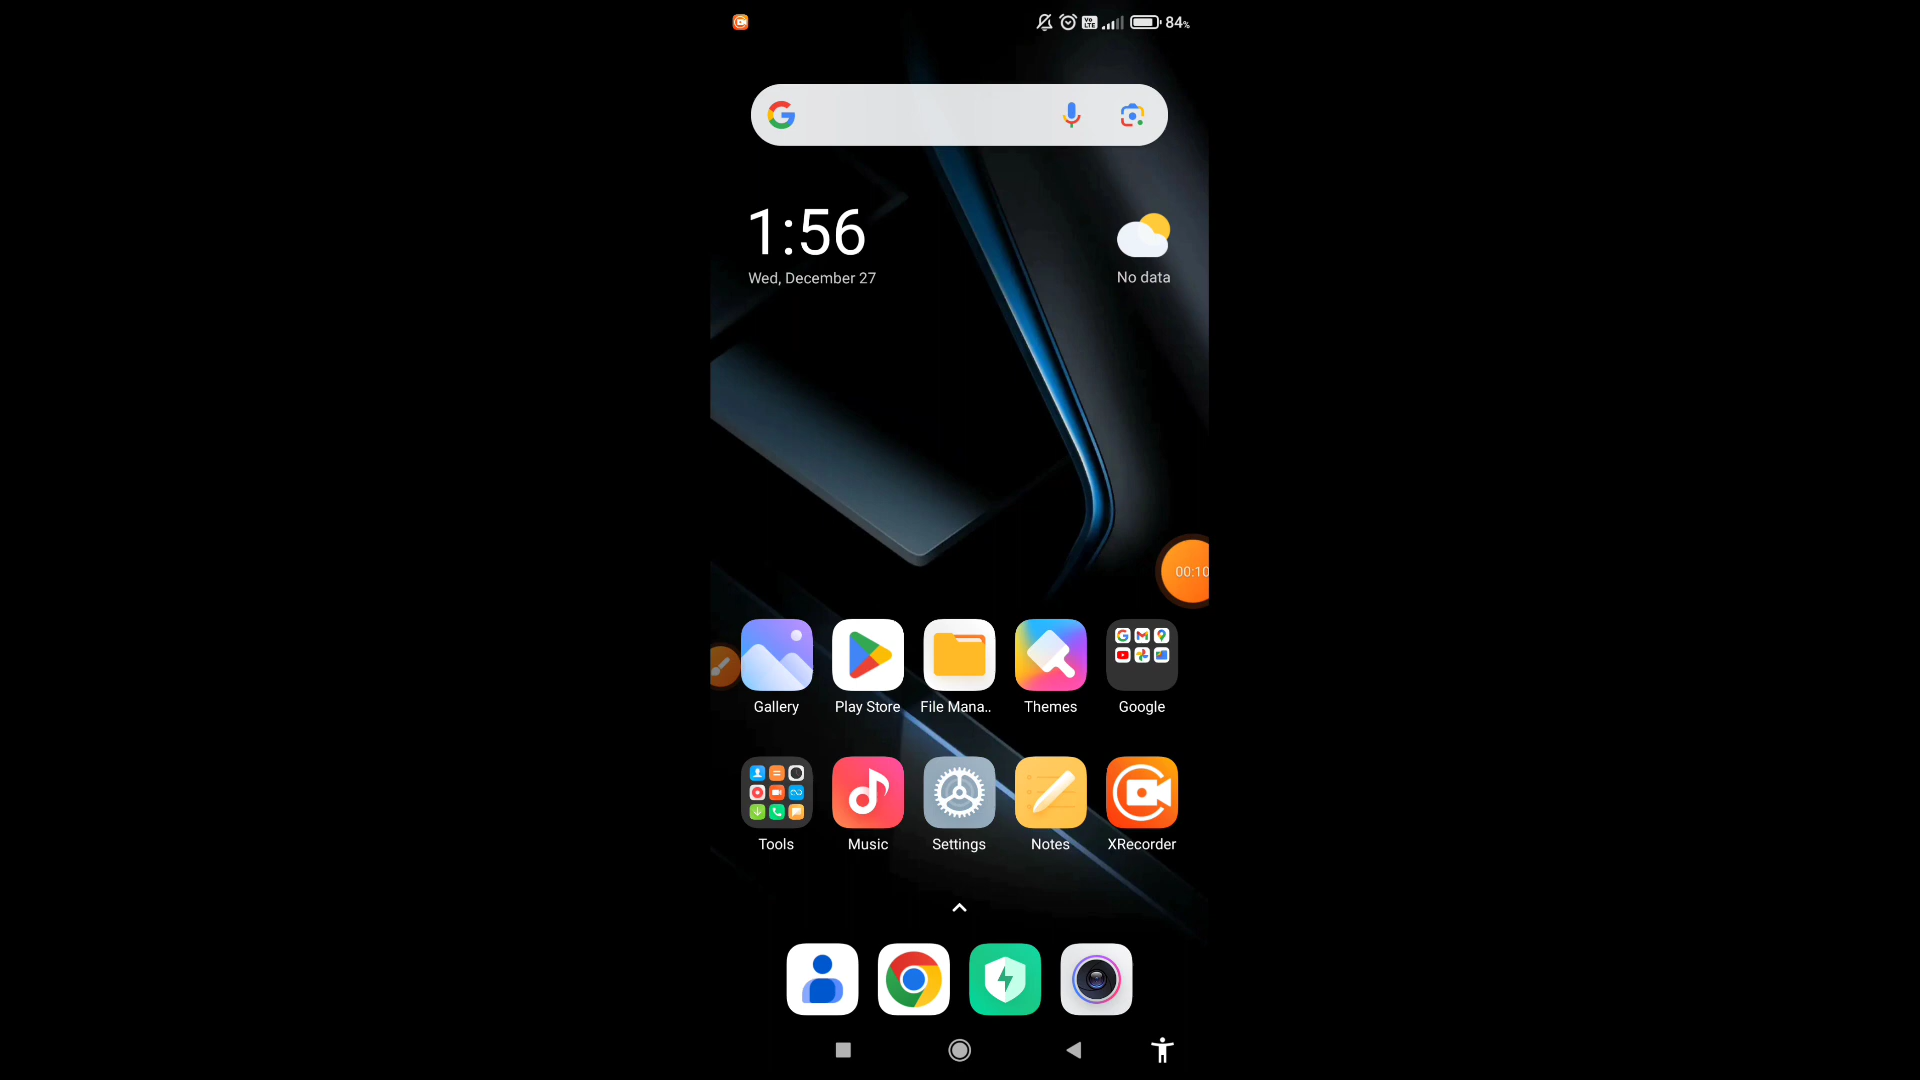 84%
1:56
Wed, December 27
No data
00:10
Gallery
Play Store
File Mana..
Themes
Google
Tools
Music
Settings
Notes
XRecorder